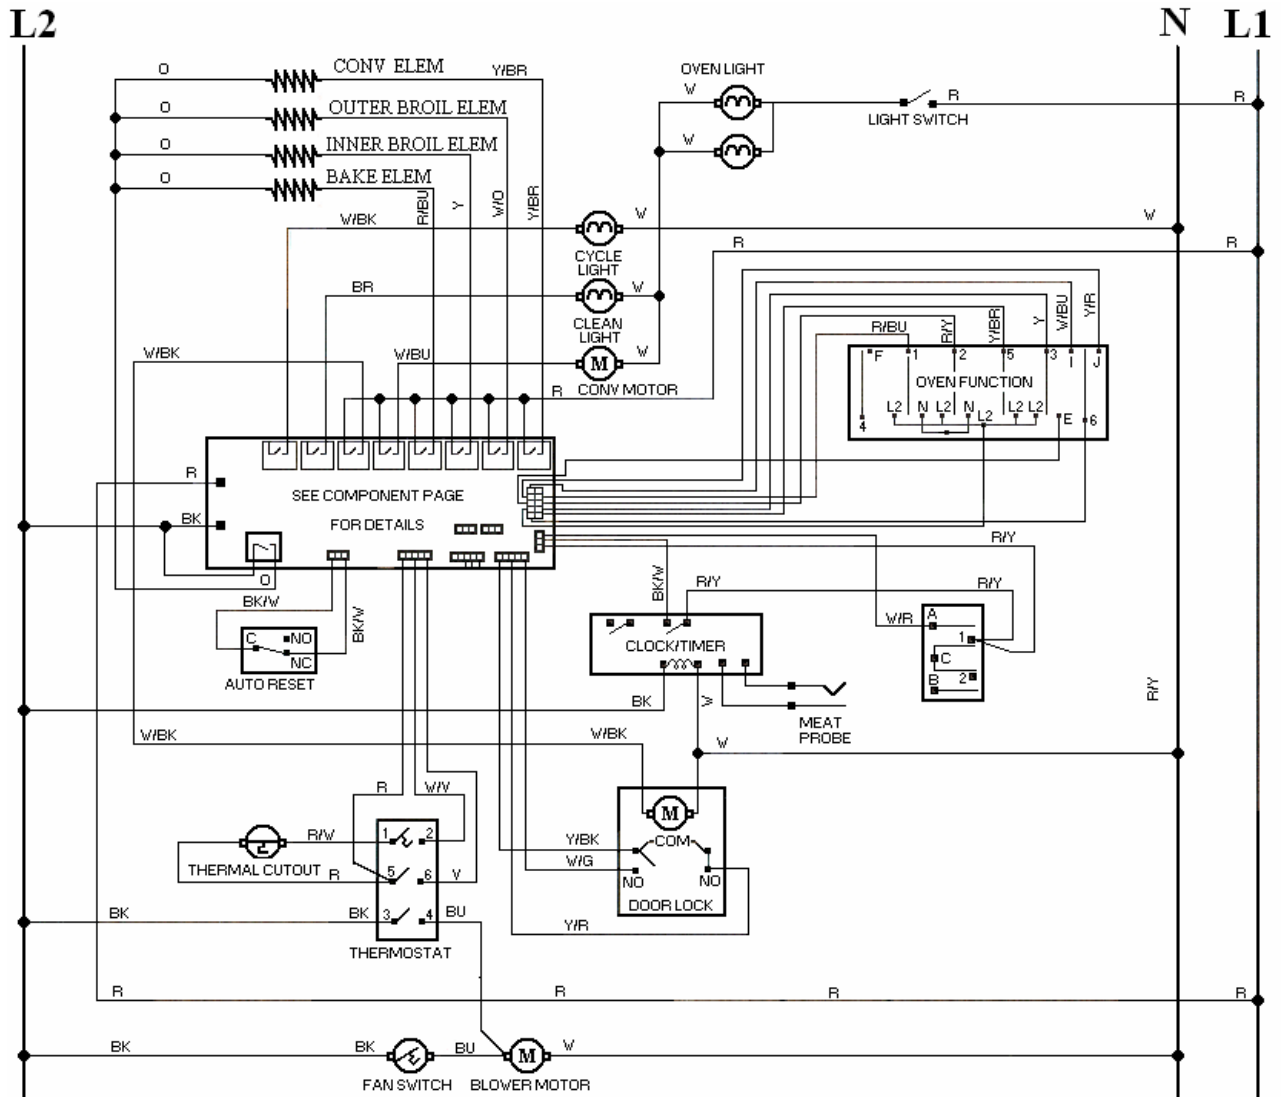 L2
N L1
O CONV ELEM Y/BR
OVEN LIGHT
W
R R
LIGHT SWITCH
O OUTER BROIL ELEM
O INNER BROIL ELEM
W
O BAKE ELEM
R/BU
Y
W/O
Y/BR
W/BK
W
W
CYCLE
LIGHT
R R
BR
W
CLEAN
LIGHT
W/BK
W/BU
M
W
CONV MOTOR
R
R/BU
R/Y
Y/BR
Y
W/BU
Y/R
F 1 2 5 3 I J
OVEN FUNCTION
L2 N L2 N L2 L2 L2
4 E 6
R
SEE COMPONENT PAGE
BK
FOR DETAILS
O
R/Y
BK/W
R/Y
BK/W
BK/W
C NO
NC
AUTO RESET
CLOCK/TIMER
W/R
A
1
C
B 2
BK
W
MEAT
PROBE
R/Y
W/BK
W/BK
W
R W/V
M
R/W
1 2
Y/BK
COM
THERMAL CUTOUT R
5 6 V
W/G
NO NO
DOOR LOCK
BK BK
3 4 BU
Y/R
THERMOSTAT
R R R R
BK BK BU
M
W
FAN SWITCH BLOWER MOTOR